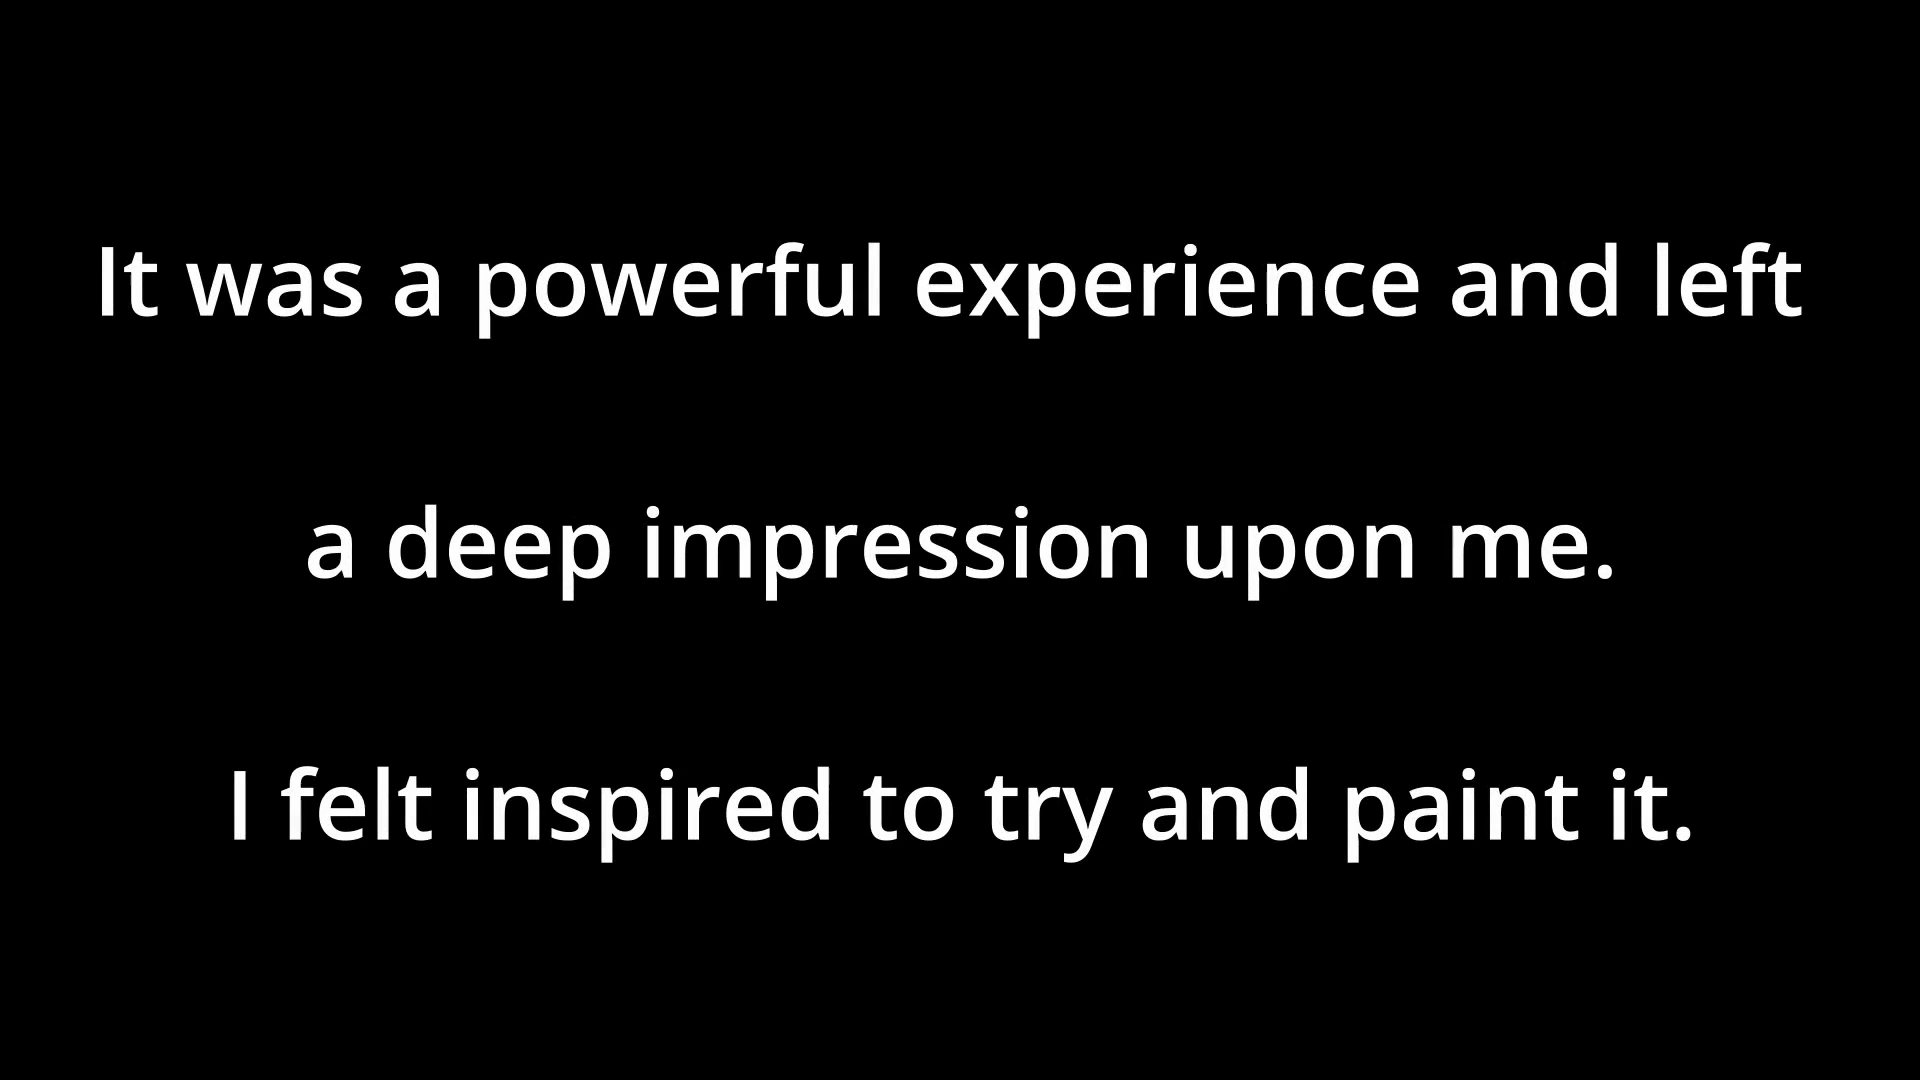 It was a powerful experience and left
a deep impression upon me.
I felt inspired to try and paint it.